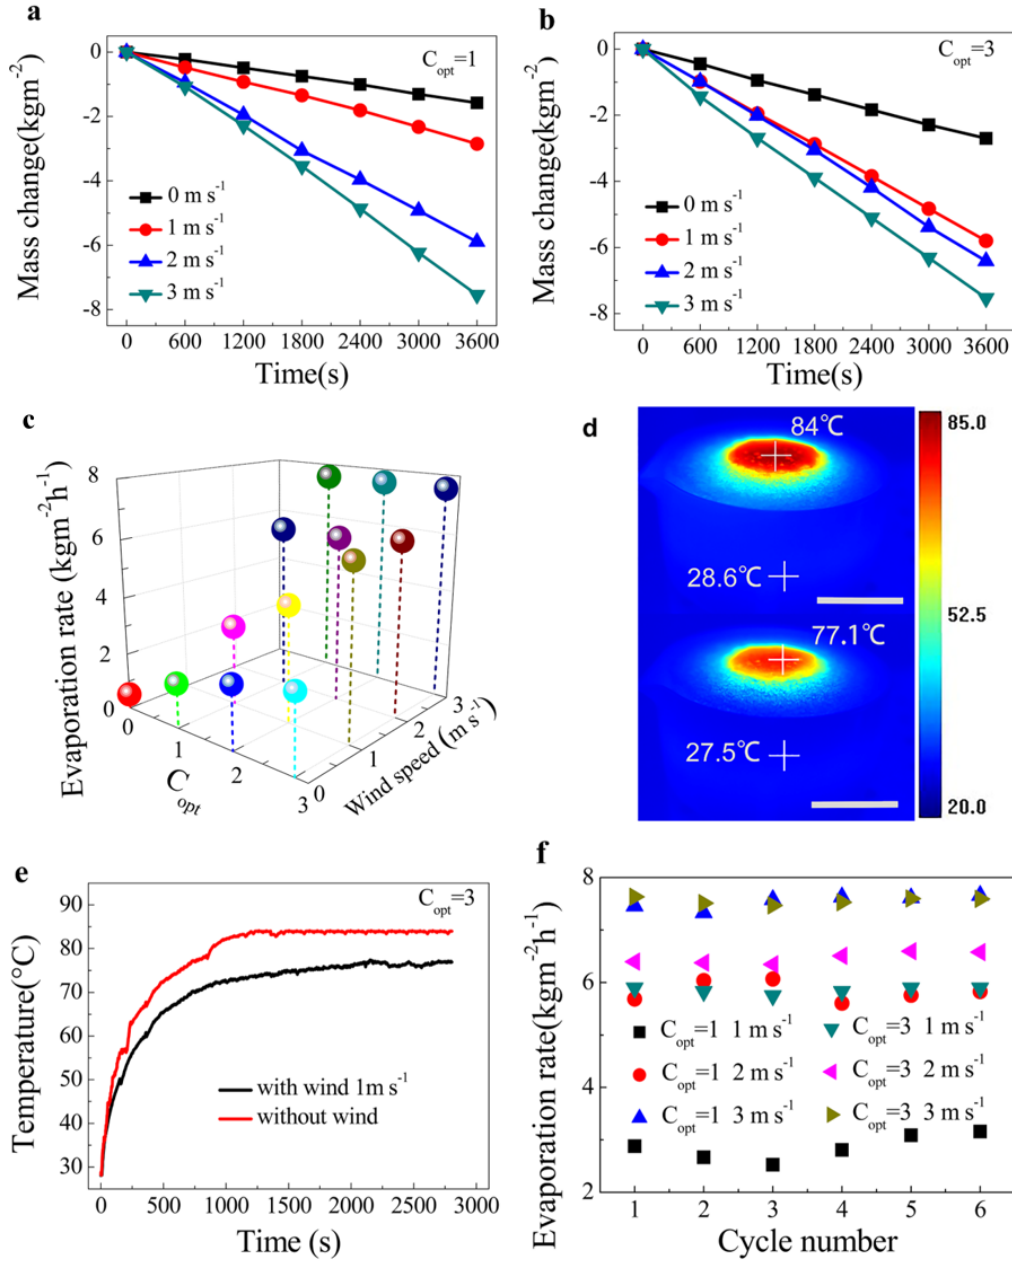 a
C_opt=1
Mass change(kgm⁻²)
0
-2
-4
-6
-8
0 m s⁻¹
1 m s⁻¹
2 m s⁻¹
3 m s⁻¹
0 600 1200 1800 2400 3000 3600
Time(s)
b
C_opt=3
Mass change(kgm⁻²)
0
-2
-4
-6
-8
0 m s⁻¹
1 m s⁻¹
2 m s⁻¹
3 m s⁻¹
0 600 1200 1800 2400 3000 3600
Time(s)
c
Evaporation rate (kgm⁻²h⁻¹)
8
6
4
2
0
0 1 2 3
C_opt
0 1 2 3
Wind speed (m s⁻¹)
d
84℃
28.6℃
77.1℃
27.5℃
85.0
52.5
20.0
e
C_opt=3
Temperature(°C)
90
80
70
60
50
40
30
with wind 1m s⁻¹
without wind
0 500 1000 1500 2000 2500 3000
Time (s)
f
Evaporation rate(kgm⁻²h⁻¹)
8
6
4
2
C_opt=1 1 m s⁻¹
C_opt=1 2 m s⁻¹
C_opt=1 3 m s⁻¹
C_opt=3 1 m s⁻¹
C_opt=3 2 m s⁻¹
C_opt=3 3 m s⁻¹
1 2 3 4 5 6
Cycle number